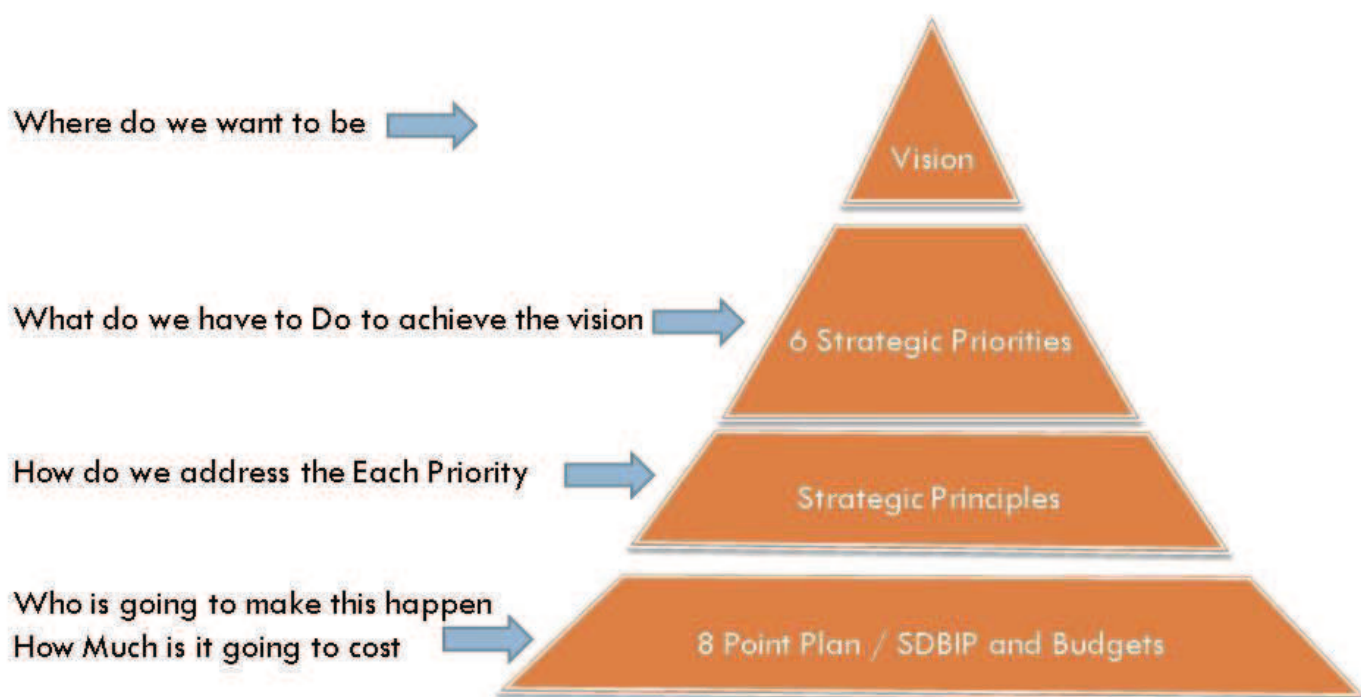 Where do we want to be
Vision
What do we have to Do to achieve the vision
6 Strategic Priorities
How do we address the Each Priority
Strategic Principles
Who is going to make this happen
How Much is it going to cost
8 Point Plan / SDBIP and Budgets